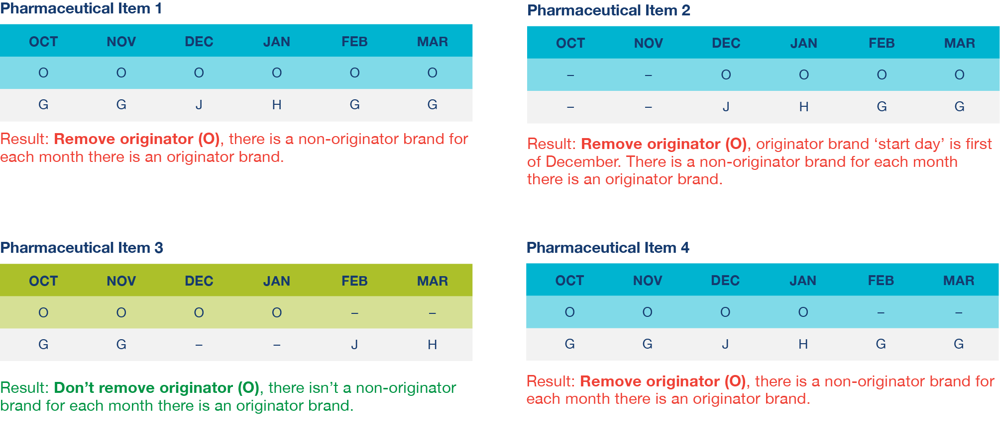 Pharmaceutical Item 1
OCT NOV DEC JAN FEB MAR
O O O O O O
G G J H G G
Result: Remove originator (O), there is a non-originator brand for
each month there is an originator brand.
Pharmaceutical Item 2
OCT NOV DEC JAN FEB MAR
– – O O O O
– – J H G G
Result: Remove originator (O), originator brand ‘start day’ is first
of December. There is a non-originator brand for each month
there is an originator brand.
Pharmaceutical Item 3
OCT NOV DEC JAN FEB MAR
O O O O – –
G G – – J H
Result: Don’t remove originator (O), there isn’t a non-originator
brand for each month there is an originator brand.
Pharmaceutical Item 4
OCT NOV DEC JAN FEB MAR
O O O O – –
G G J H G G
Result: Remove originator (O), there is a non-originator brand for
each month there is an originator brand.